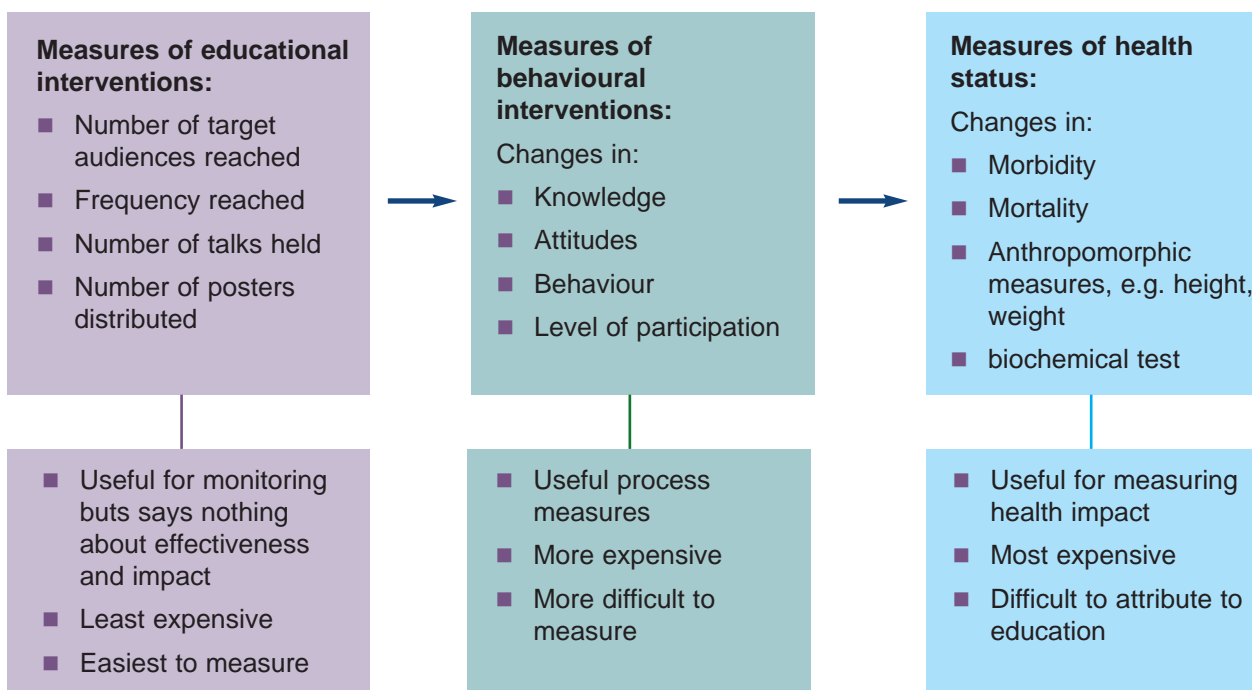 Measures of educational
interventions:
Number of target
audiences reached
Frequency reached
Number of talks held
Number of posters
distributed
Measures of
behavioural
interventions:
Changes in:
Knowledge
Attitudes
Behaviour
Level of participation
Measures of health
status:
Changes in:
Morbidity
Mortality
Anthropomorphic
measures, e.g. height,
weight
biochemical test
Useful for monitoring
buts says nothing
about effectiveness
and impact
Least expensive
Easiest to measure
Useful process
measures
More expensive
More difficult to
measure
Useful for measuring
health impact
Most expensive
Difficult to attribute to
education